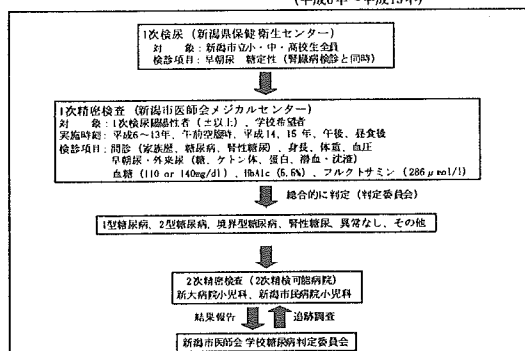 (平成6年~平成15年)
1次検尿(新潟県保健衛生センター)
対 象:新潟市立小・中・高校生全員
検診項目:早朝尿 糖定性(腎臓病検診と同時)
1次精密検査(新潟市医師会メジカルセンター)
対 象:1次検尿陽性者(±以上)、学校希望者
実施時刻:平成6~13年、午前空腹時、平成14、15年、午後、昼食後
検診項目:問診(家族歴、糖尿病、腎性糖尿)、身長、体重、血圧
早朝尿・外来尿(糖、ケトン体、蛋白、潜血・沈渣)
血糖(110 or 140mg/dl)、HbA1c(5.6%)、フルクトサミン(286μmol/l)
総合的に判定(判定委員会)
1型糖尿病、2型糖尿病、境界型糖尿病、腎性糖尿、異常なし、その他
2次精密検査(2次精検可能病院)
新大病院小児科、新潟市民病院小児科
結果報告 追跡調査
新潟市医師会 学校糖尿病判定委員会